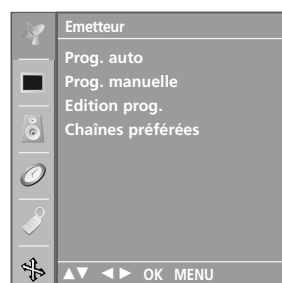 Emetteur
Prog. auto
Prog. manuelle
Edition prog.
Chaînes préférées
▲▼ ◄► OK MENU